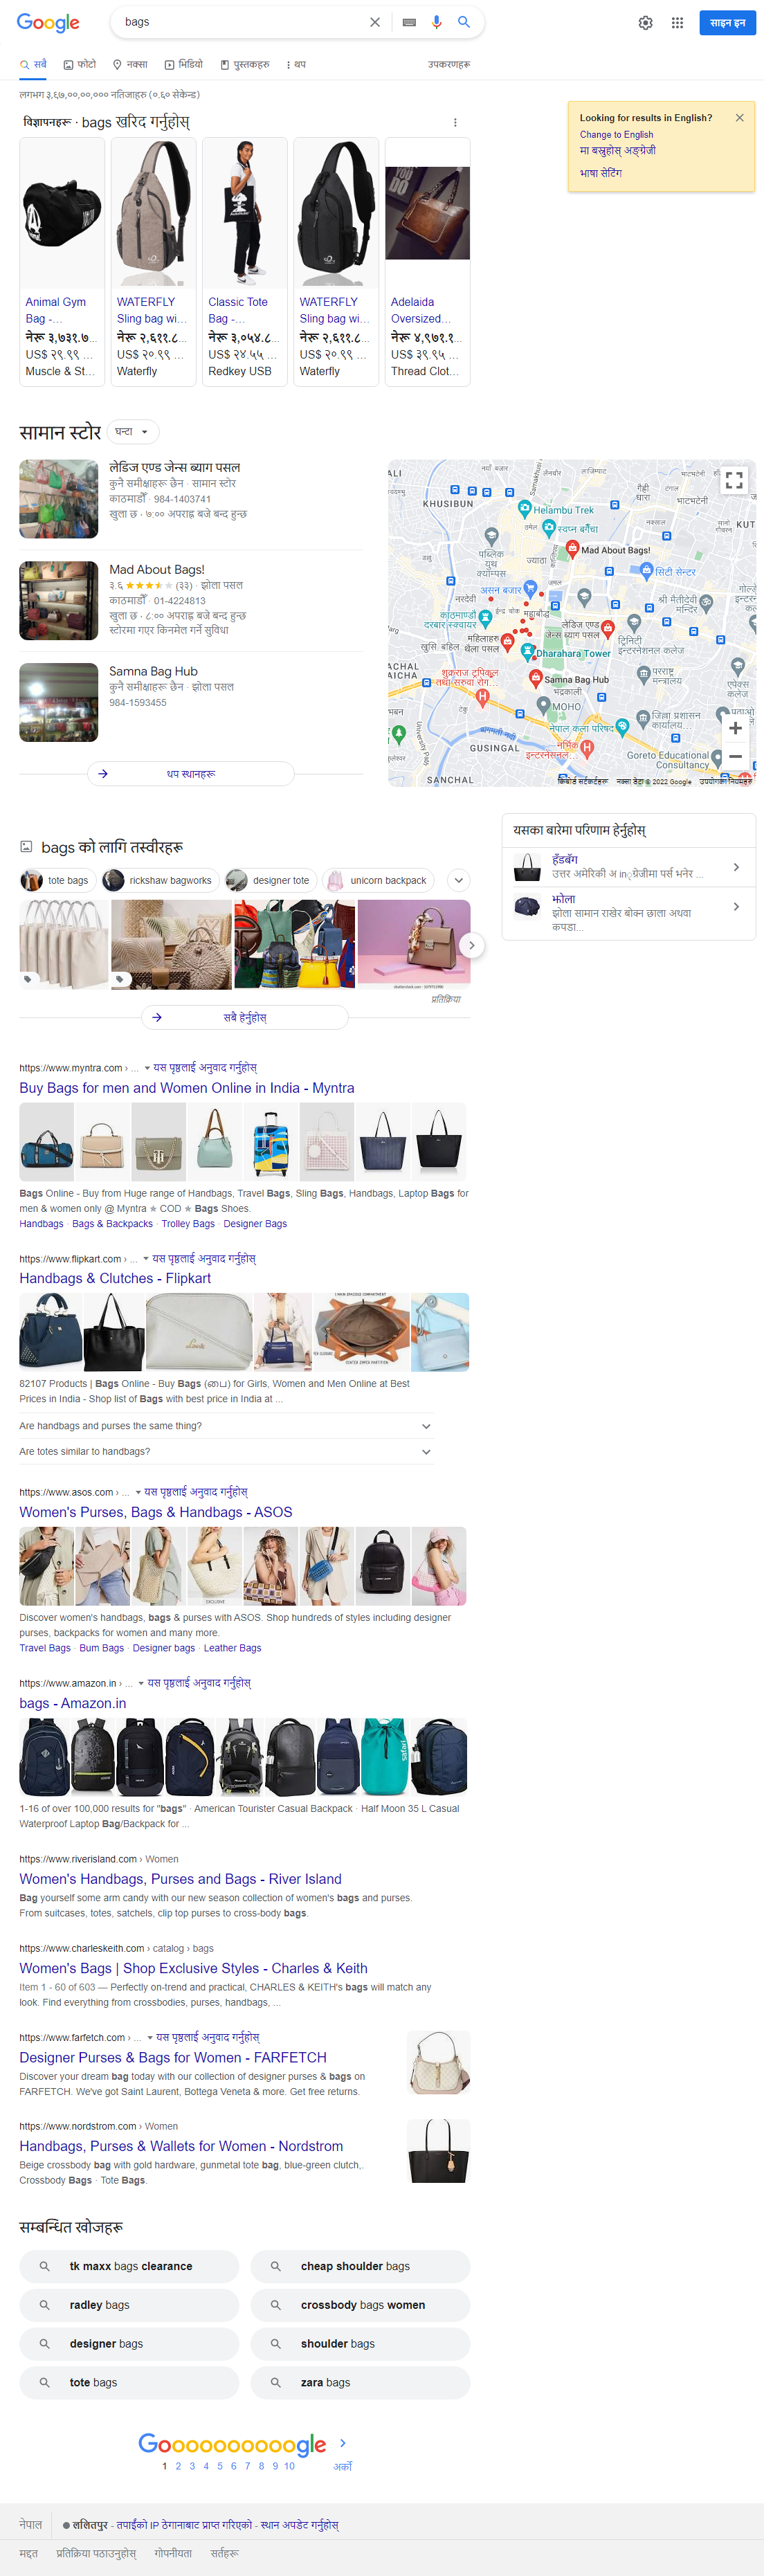 Google
bags
साइन इन
सबै
फोटो
नक्सा
भिडियो
पुस्तकहरु
थप
उपकरणहरू
लगभग ३,६७,००,००,००० नतिजाहरु (०.६० सेकेन्ड)
Looking for results in English?
Change to English
मा बस्नुहोस् अङ्ग्रेजी
भाषा सेटिंग
विज्ञापनहरू · bags खरिद गर्नुहोस्
Animal Gym
Bag -...
नेरू ३,७३१.७...
US$ २९.९९ ...
Muscle & St...
WATERFLY
Sling bag wi...
नेरू २,६११.८...
US$ २०.९९ ...
Waterfly
Classic Tote
Bag -...
नेरू ३,०५४.८...
US$ २४.५५ ...
Redkey USB
WATERFLY
Sling bag wi...
नेरू २,६११.८...
US$ २०.९९ ...
Waterfly
Adelaida
Oversized...
नेरू ४,९७१.१...
US$ ३९.९५ ...
Thread Clot...
सामान स्टोर
घन्टा
लेडिज एण्ड जेन्स ब्याग पसल
कुनै समीक्षाहरू छैन · सामान स्टोर
काठमाडौँ · 984-1403741
खुला छ · ७:०० अपराह्न बजे बन्द हुन्छ
Mad About Bags!
३.६ (३३) · झोला पसल
काठमाडौँ · 01-4224813
खुला छ · ८:०० अपराह्न बजे बन्द हुन्छ
स्टोरमा गएर किनमेल गर्ने सुविधा
Samna Bag Hub
कुनै समीक्षाहरू छैन · झोला पसल
984-1593455
थप स्थानहरू
KHUSIBUN
Helambu Trek
स्वप्न बगैँचा
Mad About Bags!
सिटी सेन्टर
असन बजार
काठमाण्डौ
दरबार स्क्वायर
महिलाहरू
थैला पसल
लेडिज एण्ड
जेन्स ब्याग पसल
Dharahara Tower
Samna Bag Hub
MOHO
GUSINGAL
SANCHAL
Goreto Educational
Consultancy
किबोर्ड सर्टकटहरू
नक्सा डेटा © 2022 Google
उपयोगका नियमहरू
bags को लागि तस्वीरहरू
tote bags
rickshaw bagworks
designer tote
unicorn backpack
प्रतिक्रिया
सबै हेर्नुहोस्
यसका बारेमा परिणाम हेर्नुहोस्
हॅंडबॅग
उत्तर अमेरिकी अ in्ग्रेजीमा पर्स भनेर ...
झोला
झोला सामान राखेर बोक्न छाला अथवा
कपडा...
https://www.myntra.com › ... यस पृष्ठलाई अनुवाद गर्नुहोस्
Buy Bags for men and Women Online in India - Myntra
Bags Online - Buy from Huge range of Handbags, Travel Bags, Sling Bags, Handbags, Laptop Bags for
men & women only @ Myntra ★ COD ★ Bags Shoes.
Handbags · Bags & Backpacks · Trolley Bags · Designer Bags
https://www.flipkart.com › ... यस पृष्ठलाई अनुवाद गर्नुहोस्
Handbags & Clutches - Flipkart
82107 Products | Bags Online - Buy Bags (பை) for Girls, Women and Men Online at Best
Prices in India - Shop list of Bags with best price in India at ...
Are handbags and purses the same thing?
Are totes similar to handbags?
https://www.asos.com › ... यस पृष्ठलाई अनुवाद गर्नुहोस्
Women's Purses, Bags & Handbags - ASOS
EXCLUSIVE
Discover women's handbags, bags & purses with ASOS. Shop hundreds of styles including designer
purses, backpacks for women and many more.
Travel Bags · Bum Bags · Designer bags · Leather Bags
https://www.amazon.in › ... यस पृष्ठलाई अनुवाद गर्नुहोस्
bags - Amazon.in
safari
1-16 of over 100,000 results for "bags" · American Tourister Casual Backpack · Half Moon 35 L Casual
Waterproof Laptop Bag/Backpack for ...
https://www.riverisland.com › Women
Women's Handbags, Purses and Bags - River Island
Bag yourself some arm candy with our new season collection of women's bags and purses.
From suitcases, totes, satchels, clip top purses to cross-body bags.
https://www.charleskeith.com › catalog › bags
Women's Bags | Shop Exclusive Styles - Charles & Keith
Item 1 - 60 of 603 — Perfectly on-trend and practical, CHARLES & KEITH's bags will match any
look. Find everything from crossbodies, purses, handbags, ...
https://www.farfetch.com › ... यस पृष्ठलाई अनुवाद गर्नुहोस्
Designer Purses & Bags for Women - FARFETCH
Discover your dream bag today with our collection of designer purses & bags on
FARFETCH. We've got Saint Laurent, Bottega Veneta & more. Get free returns.
https://www.nordstrom.com › Women
Handbags, Purses & Wallets for Women - Nordstrom
Beige crossbody bag with gold hardware, gunmetal tote bag, blue-green clutch,.
Crossbody Bags · Tote Bags.
सम्बन्धित खोजहरू
tk maxx bags clearance
cheap shoulder bags
radley bags
crossbody bags women
designer bags
shoulder bags
tote bags
zara bags
Goooooooooogle
1 2 3 4 5 6 7 8 9 10 अर्को
नेपाल
ललितपुर - तपाईंको IP ठेगानाबाट प्राप्त गरिएको - स्थान अपडेट गर्नुहोस्
मद्दत प्रतिक्रिया पठाउनुहोस् गोपनीयता सर्तहरू